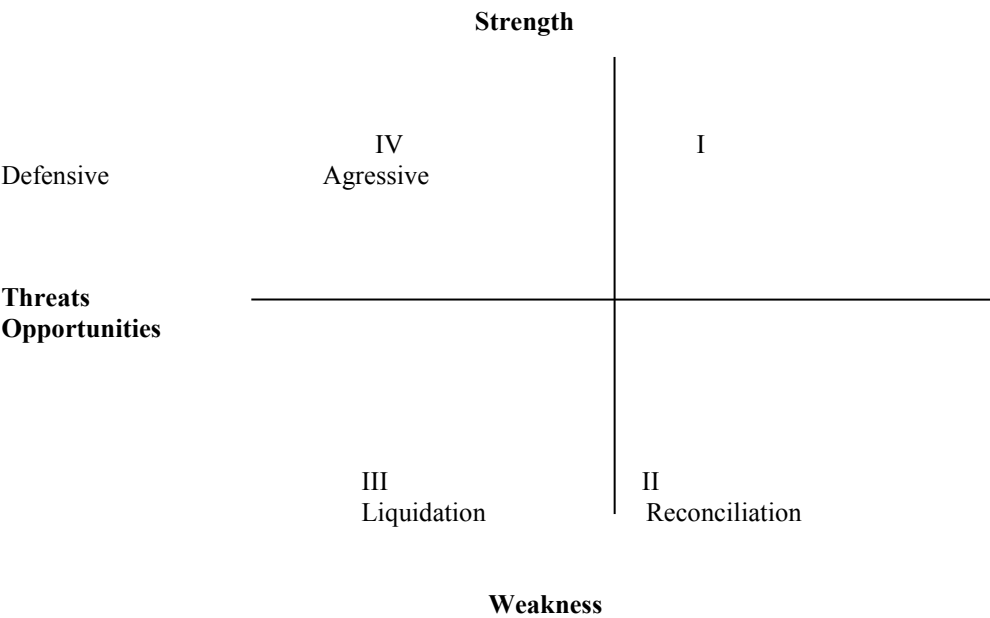 Strength
IV I
Defensive Agressive
Threats
Opportunities
III II
Liquidation Reconciliation
Weakness